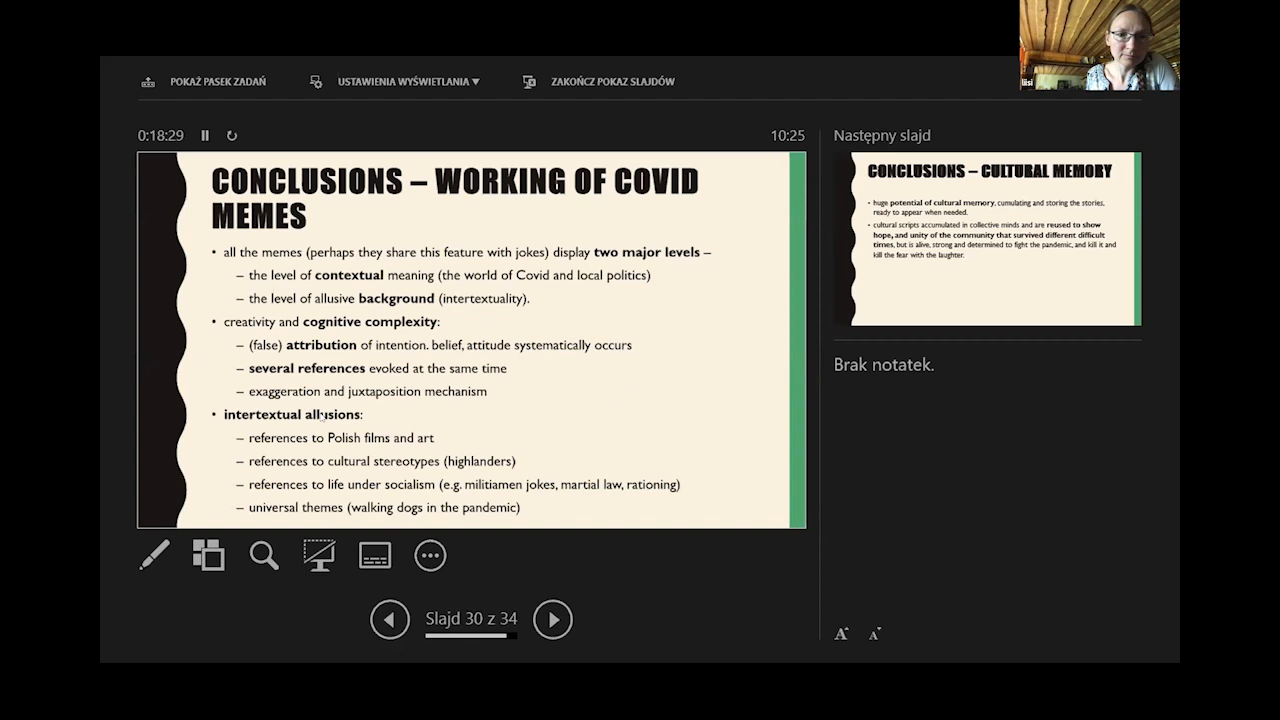 POKAŻ PASEK ZADAŃ USTAWIENIA WYŚWIETLANIA ▼ ZAKOŃCZ POKAZ SLAJDÓW
liisi
0:18:29 10:25
CONCLUSIONS – WORKING OF COVID
MEMES
• all the memes (perhaps they share this feature with jokes) display two major levels –
– the level of contextual meaning (the world of Covid and local politics)
– the level of allusive background (intertextuality).
• creativity and cognitive complexity:
– (false) attribution of intention. belief, attitude systematically occurs
– several references evoked at the same time
– exaggeration and juxtaposition mechanism
• intertextual allusions:
– references to Polish films and art
– references to cultural stereotypes (highlanders)
– references to life under socialism (e.g. militiamen jokes, martial law, rationing)
– universal themes (walking dogs in the pandemic)
Slajd 30 z 34
Następny slajd
CONCLUSIONS – CULTURAL MEMORY
• huge potential of cultural memory, cumulating and storing the stories,
ready to appear when needed.
• cultural scripts accumulated in collective minds and are reused to show
hope, and unity of the community that survived different difficult
times, but is alive, strong and determined to fight the pandemic, and kill it and
kill the fear with the laughter.
Brak notatek.
A A